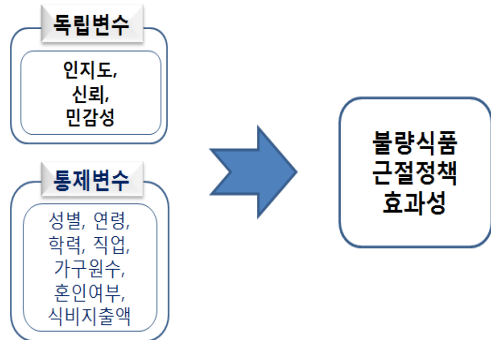 독립변수
인지도,
신뢰,
민감성
통제변수
성별, 연령,
학력, 직업,
가구원수,
혼인여부,
식비지출액
불량식품
근절정책
효과성